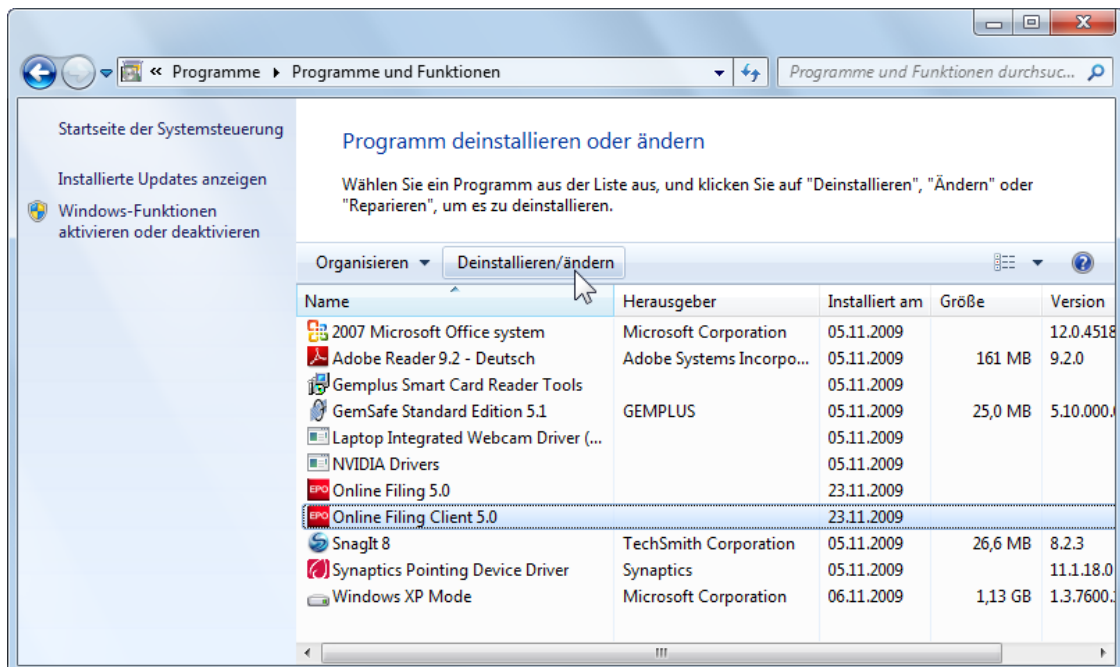 « Programme ▸ Programme und Funktionen
Programme und Funktionen durchsuc...
Startseite der Systemsteuerung
Installierte Updates anzeigen
Windows-Funktionen
aktivieren oder deaktivieren
Programm deinstallieren oder ändern
Wählen Sie ein Programm aus der Liste aus, und klicken Sie auf "Deinstallieren", "Ändern" oder
"Reparieren", um es zu deinstallieren.
Organisieren Deinstallieren/ändern
Name Herausgeber Installiert am Größe Version
2007 Microsoft Office system Microsoft Corporation 05.11.2009 12.0.4518
Adobe Reader 9.2 - Deutsch Adobe Systems Incorpo... 05.11.2009 161 MB 9.2.0
Gemplus Smart Card Reader Tools 05.11.2009
GemSafe Standard Edition 5.1 GEMPLUS 05.11.2009 25,0 MB 5.10.000.
Laptop Integrated Webcam Driver (... 05.11.2009
NVIDIA Drivers 05.11.2009
EPO Online Filing 5.0 23.11.2009
EPO Online Filing Client 5.0 23.11.2009
SnagIt 8 TechSmith Corporation 05.11.2009 26,6 MB 8.2.3
Synaptics Pointing Device Driver Synaptics 05.11.2009 11.1.18.0
Windows XP Mode Microsoft Corporation 06.11.2009 1,13 GB 1.3.7600.